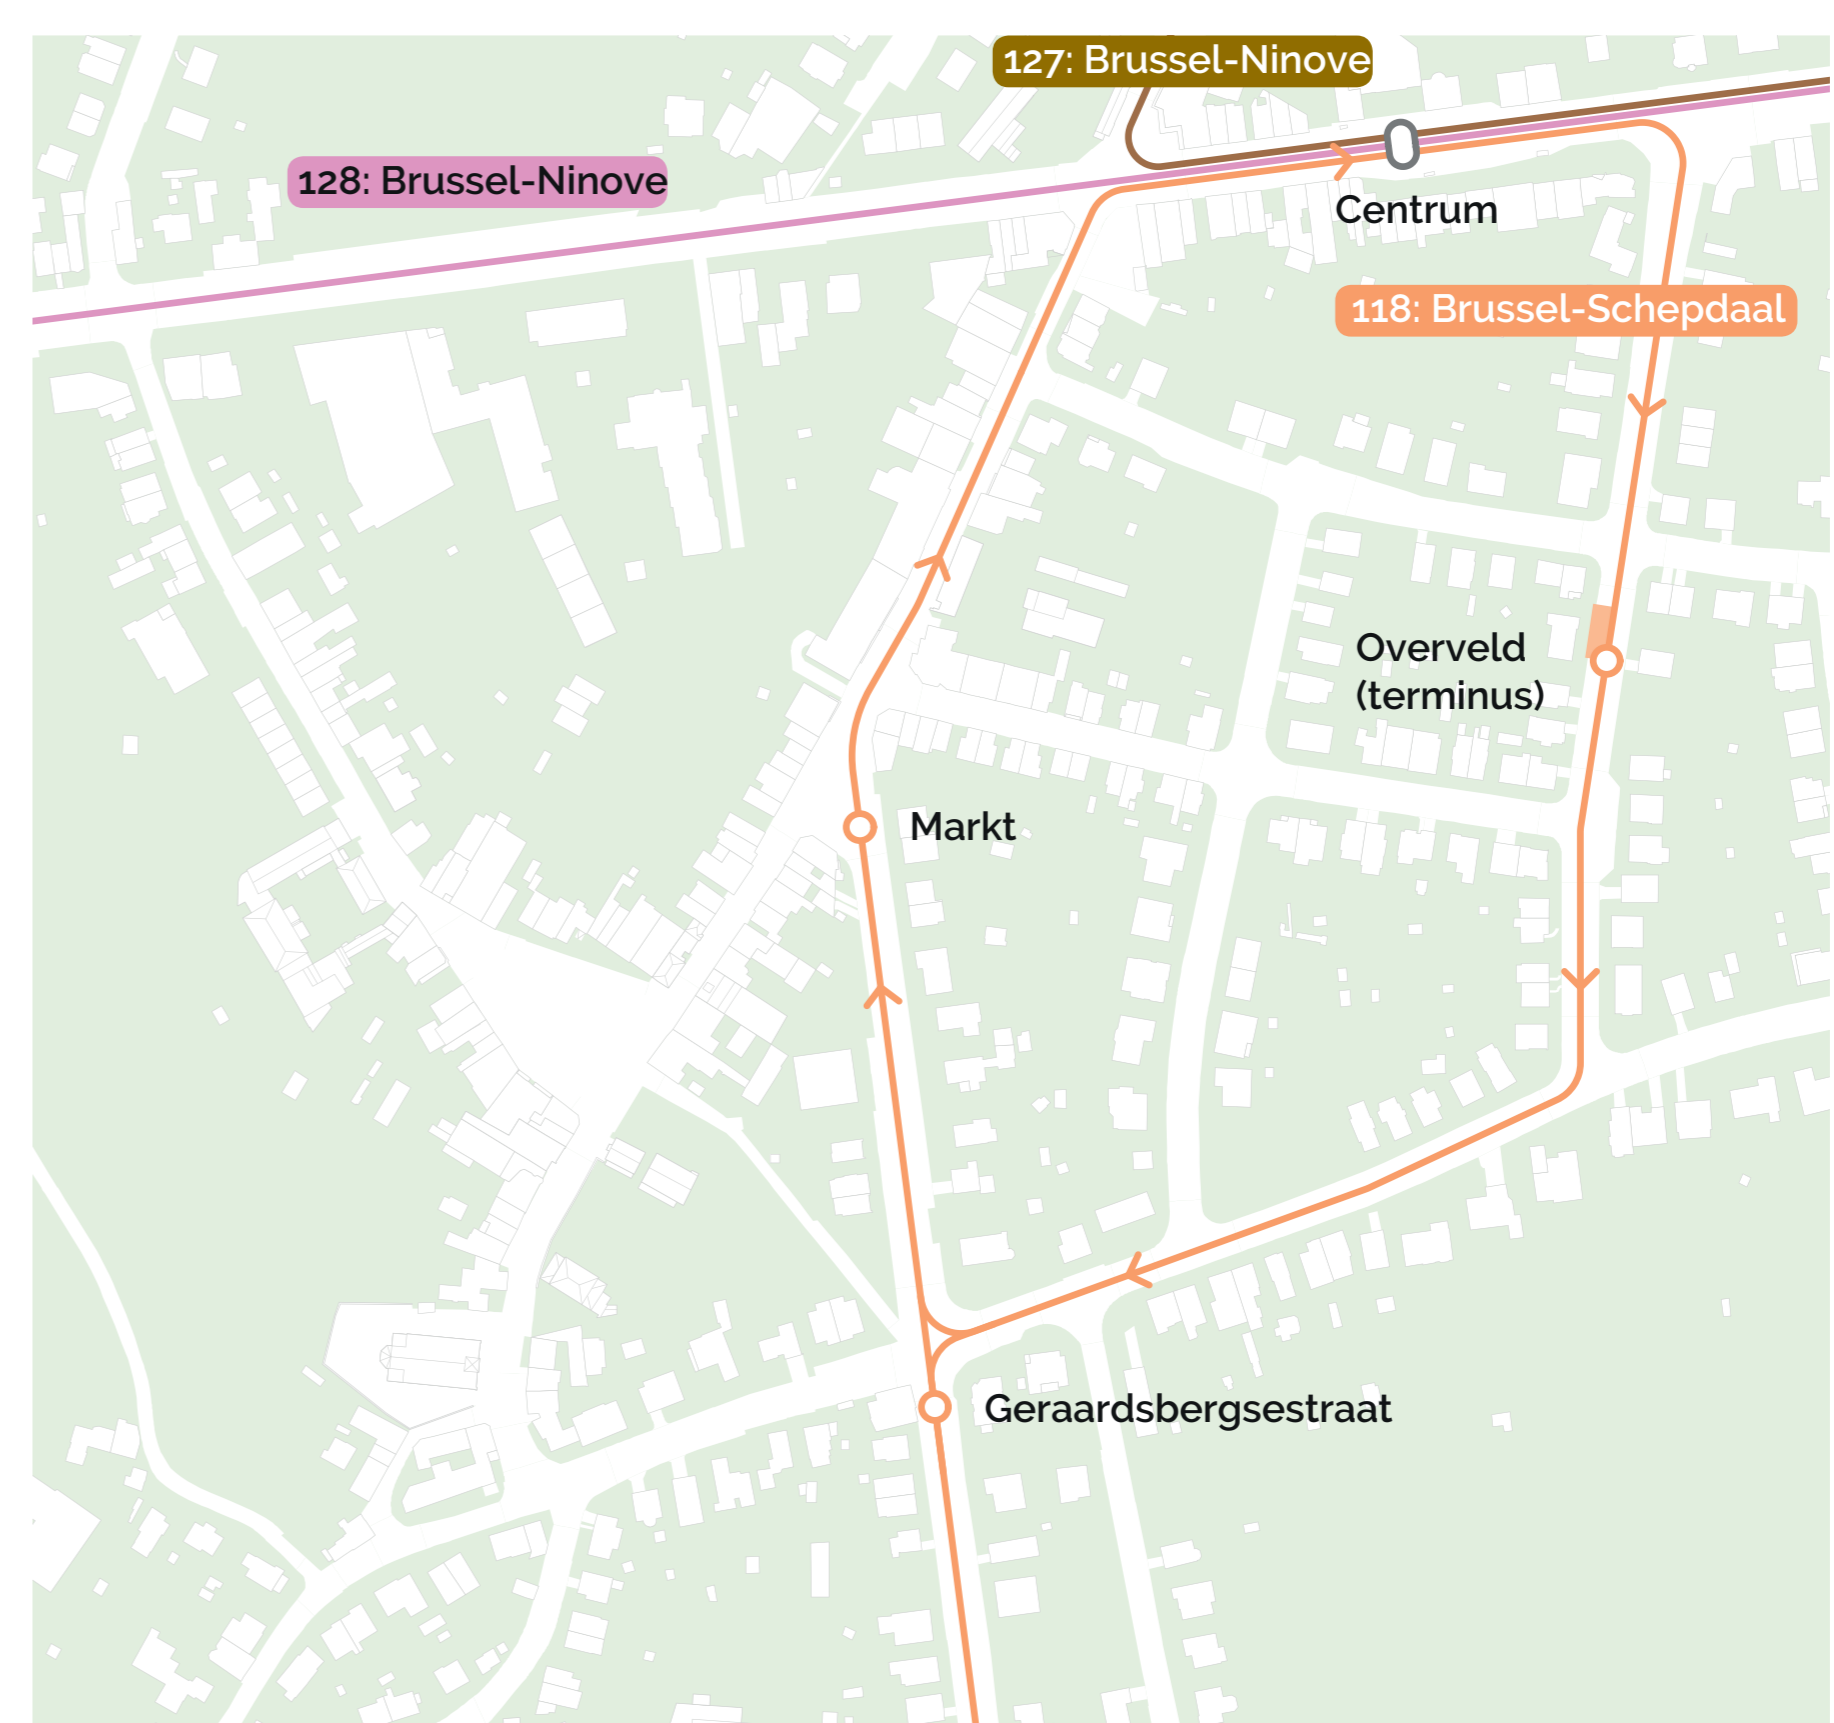 127: Brussel-Ninove
128: Brussel-Ninove
Centrum
118: Brussel-Schepdaal
Overveld
(terminus)
Markt
Geraardsbergsestraat